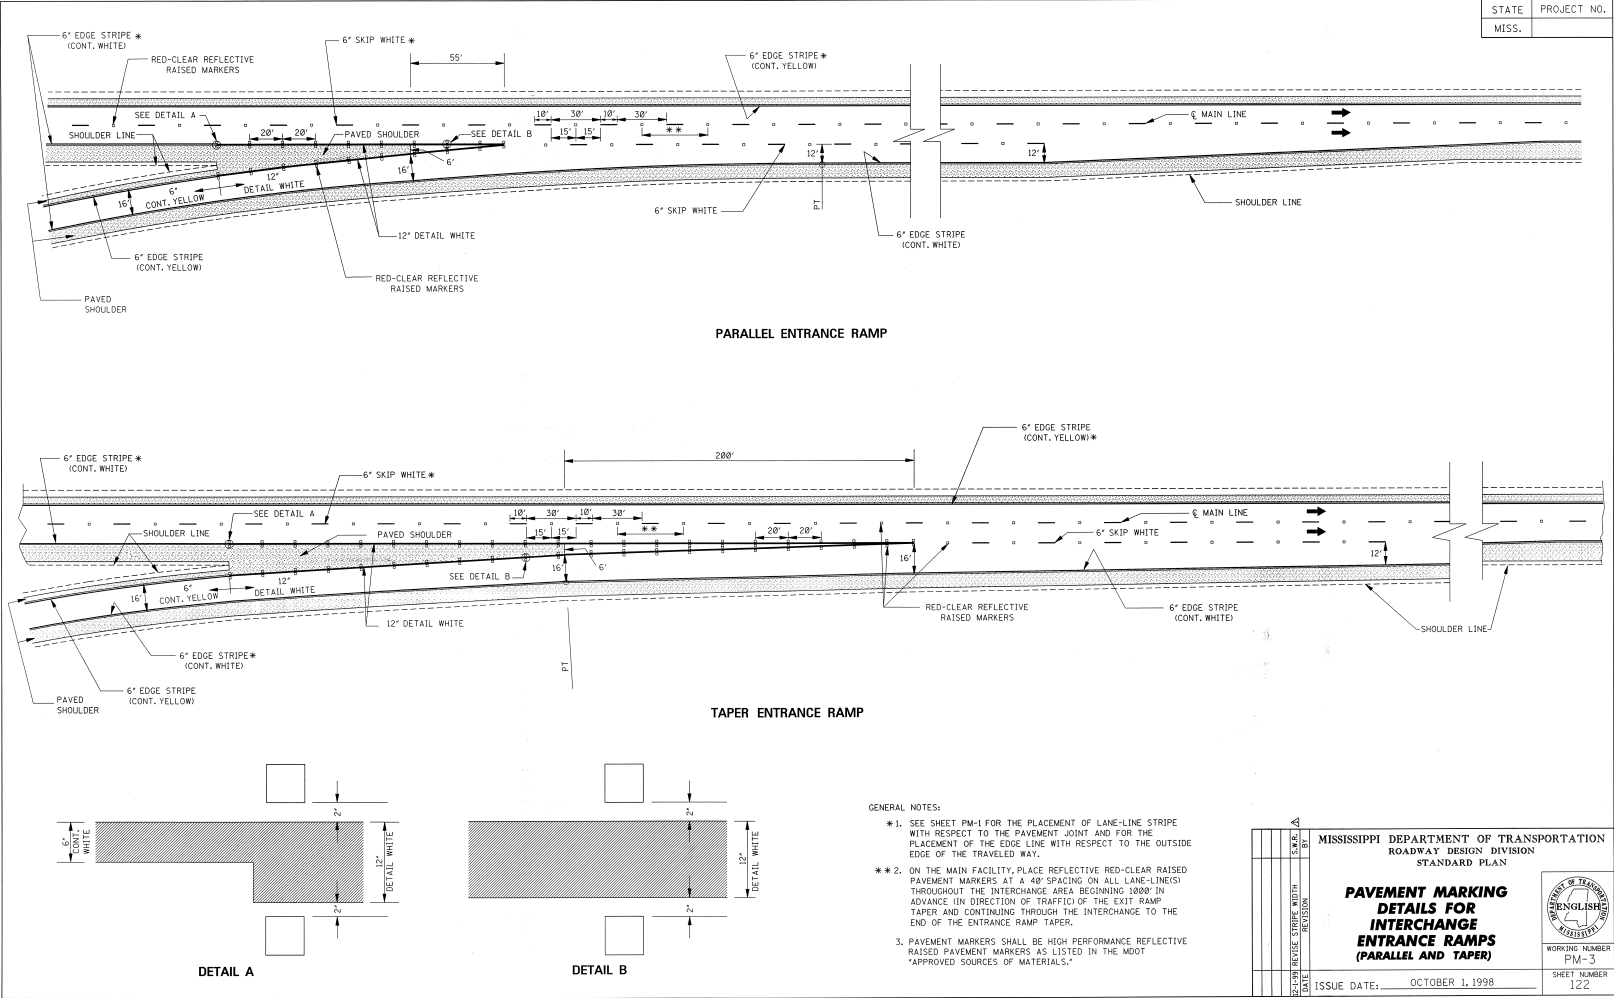 STATE PROJECT NO.
MISS.
6" EDGE STRIPE *
(CONT. WHITE)
RED-CLEAR REFLECTIVE
RAISED MARKERS
6" SKIP WHITE *
55'
6" EDGE STRIPE *
(CONT. YELLOW)
SEE DETAIL A
SHOULDER LINE
20' 20'
PAVED SHOULDER
SEE DETAIL B
10' 30' 10' 30'
15' 15'
* *
℄ MAIN LINE
12'
12'
6'
16'
6" 12"
CONT. YELLOW DETAIL WHITE
16'
PT
6" SKIP WHITE
SHOULDER LINE
12" DETAIL WHITE
6" EDGE STRIPE
(CONT. WHITE)
6" EDGE STRIPE
(CONT. YELLOW)
RED-CLEAR REFLECTIVE
RAISED MARKERS
PAVED
SHOULDER
PARALLEL ENTRANCE RAMP
6" EDGE STRIPE
(CONT. YELLOW) *
6" EDGE STRIPE *
(CONT. WHITE)
6" SKIP WHITE *
200'
SEE DETAIL A
SHOULDER LINE
PAVED SHOULDER
10' 30' 10' 30'
15' 15'
* *
20' 20'
℄ MAIN LINE
6" SKIP WHITE
16'
12'
6'
16'
SEE DETAIL B
6" 12"
CONT. YELLOW DETAIL WHITE
16'
12" DETAIL WHITE
RED-CLEAR REFLECTIVE
RAISED MARKERS
6" EDGE STRIPE
(CONT. WHITE)
SHOULDER LINE
6" EDGE STRIPE*
(CONT. WHITE)
PT
6" EDGE STRIPE
(CONT. YELLOW)
PAVED
SHOULDER
TAPER ENTRANCE RAMP
6"
CONT.
WHITE
2"
12"
DETAIL WHITE
2"
DETAIL A
2"
12"
DETAIL WHITE
2"
DETAIL B
GENERAL NOTES:
* 1. SEE SHEET PM-1 FOR THE PLACEMENT OF LANE-LINE STRIPE
WITH RESPECT TO THE PAVEMENT JOINT AND FOR THE
PLACEMENT OF THE EDGE LINE WITH RESPECT TO THE OUTSIDE
EDGE OF THE TRAVELED WAY.
* * 2. ON THE MAIN FACILITY, PLACE REFLECTIVE RED-CLEAR RAISED
PAVEMENT MARKERS AT A 40' SPACING ON ALL LANE-LINE(S)
THROUGHOUT THE INTERCHANGE AREA BEGINNING 1000' IN
ADVANCE (IN DIRECTION OF TRAFFIC) OF THE EXIT RAMP
TAPER AND CONTINUING THROUGH THE INTERCHANGE TO THE
END OF THE ENTRANCE RAMP TAPER.
3. PAVEMENT MARKERS SHALL BE HIGH PERFORMANCE REFLECTIVE
RAISED PAVEMENT MARKERS AS LISTED IN THE MDOT
"APPROVED SOURCES OF MATERIALS."
S.W.R. BY
REVISE STRIPE WIDTH REVISION
12-1-99 DATE
MISSISSIPPI DEPARTMENT OF TRANSPORTATION
ROADWAY DESIGN DIVISION
STANDARD PLAN
PAVEMENT MARKING
DETAILS FOR
INTERCHANGE
ENTRANCE RAMPS
(PARALLEL AND TAPER)
DEPARTMENT OF TRANSPORTATION
ENGLISH
MISSISSIPPI
WORKING NUMBER
PM-3
SHEET NUMBER
122
ISSUE DATE: OCTOBER 1, 1998